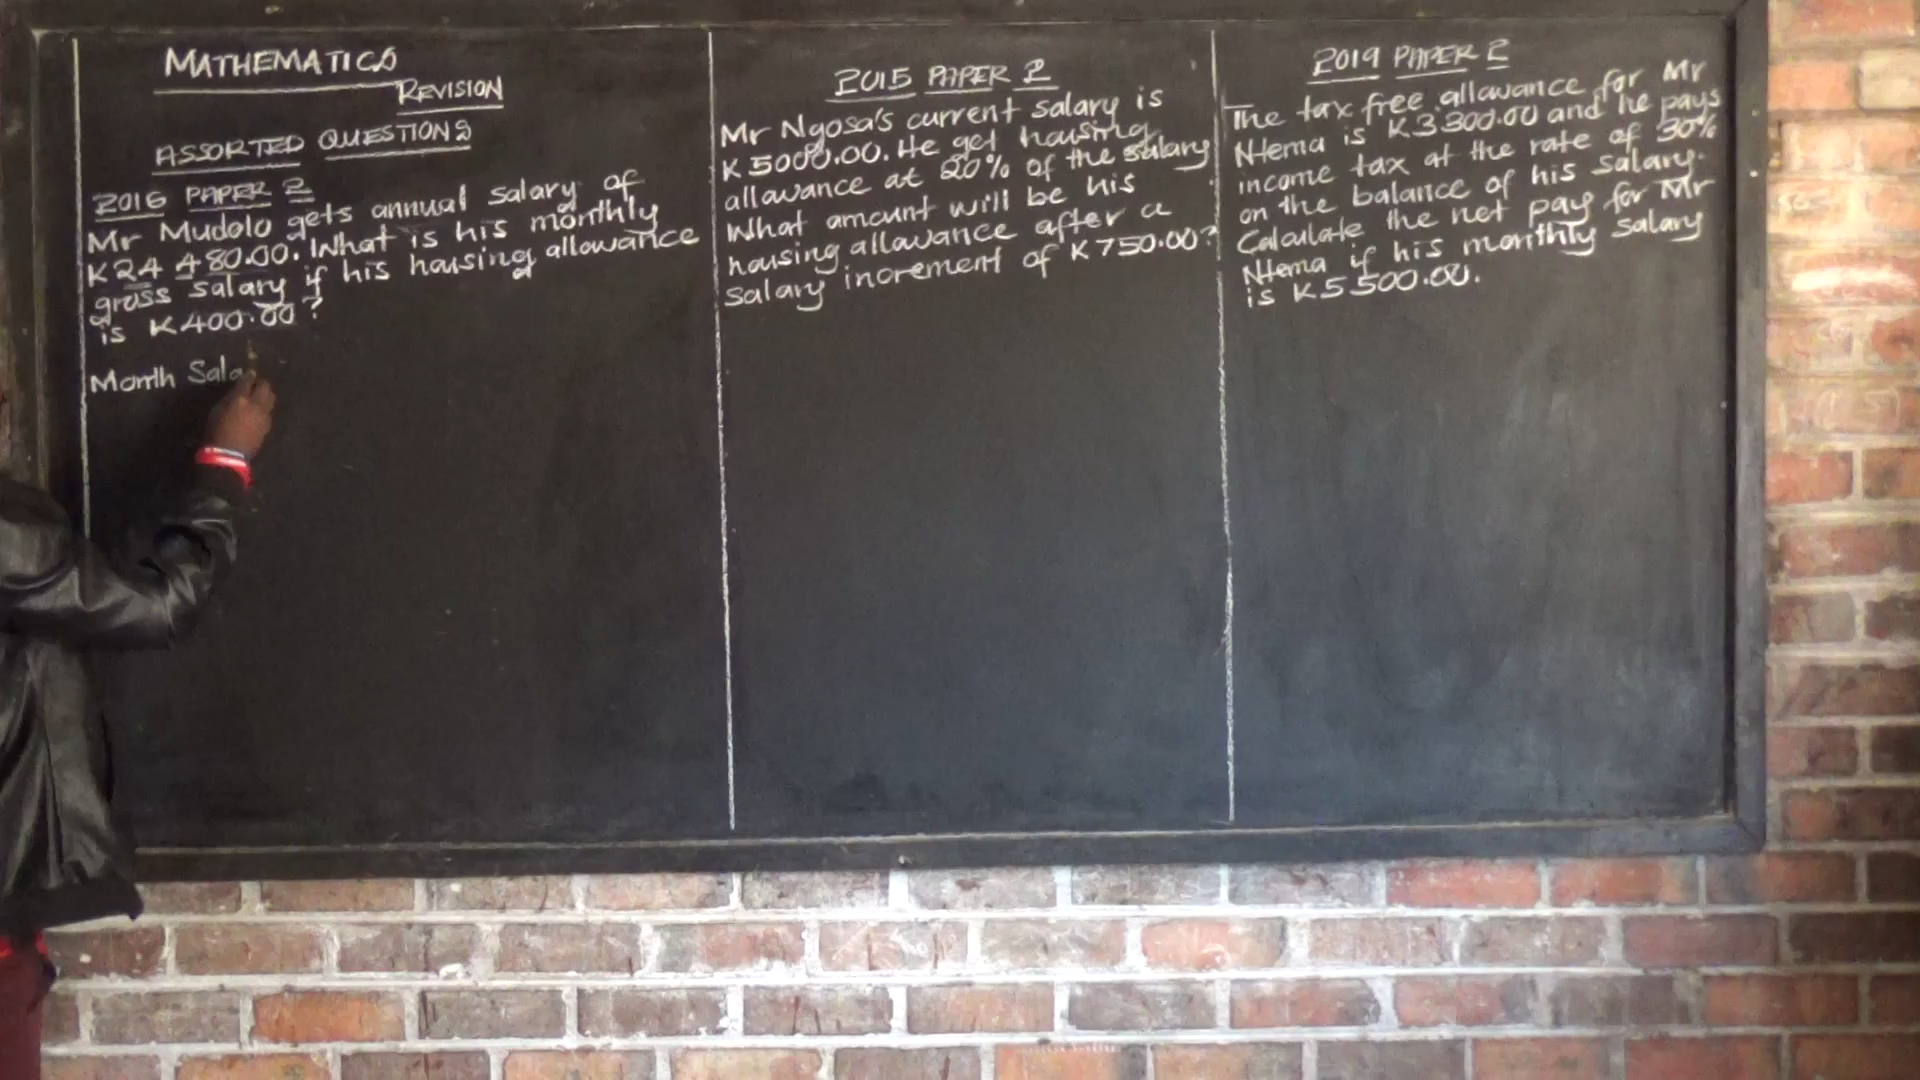 MATHEMATICS
REVISION
ASSORTED QUESTIONS
2016 PAPER 2
Mr Mudolo gets annual salary of
K24 480.00. What is his monthly
gross salary if his housing allowance
is K400.00?
Month Sala
2015 PAPER 2
Mr Ngosa's current salary is
K5000.00. He get housing
allowance at 20% of the salary
What amount will be his
housing allowance after a
salary increment of K750.00?
2019 PAPER 2
The tax free allowance for Mr
Ntema is K3300.00 and he pays
income tax at the rate of 30%
on the balance of his salary.
Calculate the net pay for Mr
Ntema if his monthly salary
is K5500.00.